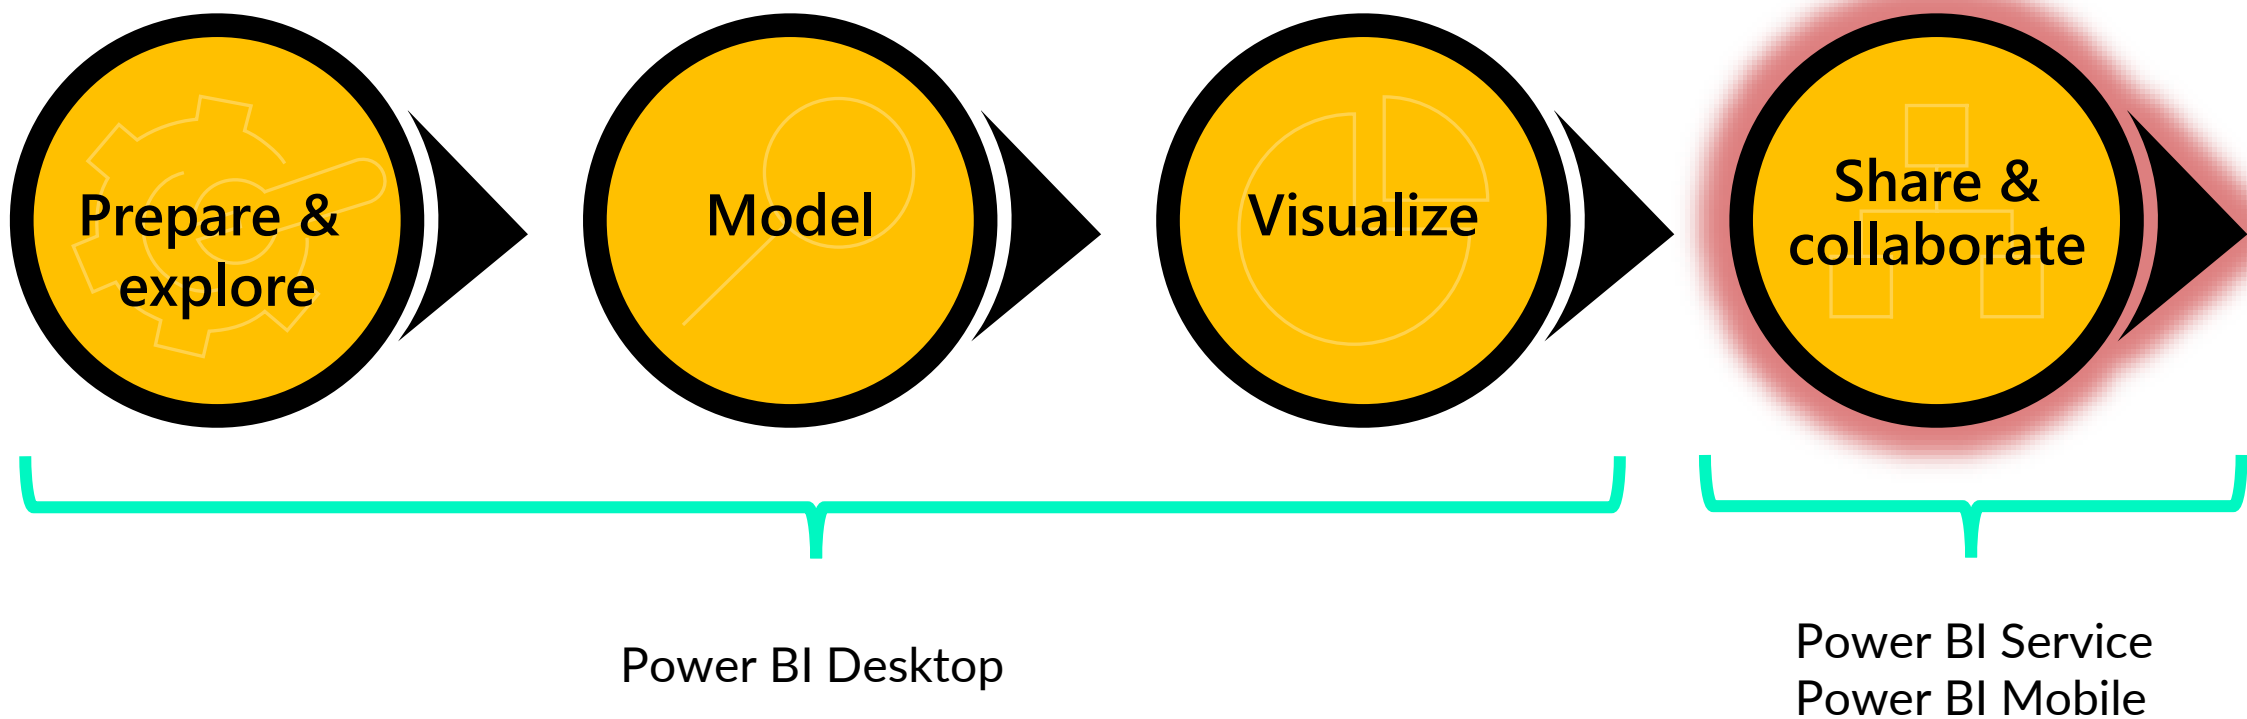 Prepare &
explore
Model
Visualize
Share &
collaborate
Power BI Desktop
Power BI Service
Power BI Mobile